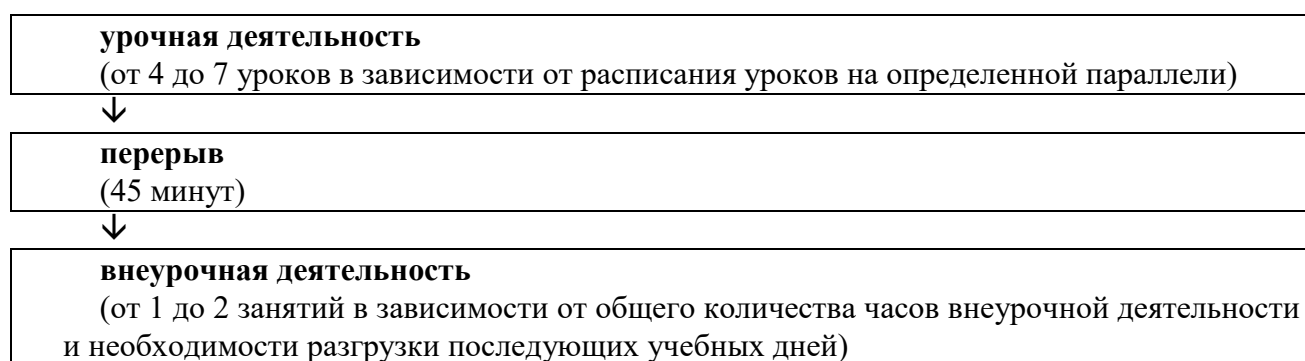 урочная деятельность
(от 4 до 7 уроков в зависимости от расписания уроков на определенной параллели)
↓
перерыв
(45 минут)
↓
внеурочная деятельность
(от 1 до 2 занятий в зависимости от общего количества часов внеурочной деятельности
и необходимости разгрузки последующих учебных дней)